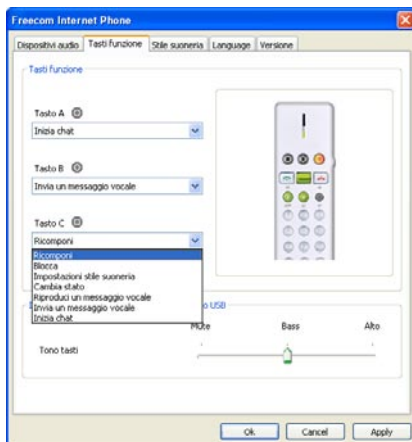 Freecom Internet Phone
Dispositivi audio Tasti funzione Stile suoneria Language Versione
Tasti funzione
Tasto A
Inizia chat
Tasto B
Invia un messaggio vocale
Tasto C
Ricomponi
Ricomponi
Blocca
Impostazioni stile suoneria
Cambia stato
Riproduci un messaggio vocale
Invia un messaggio vocale
Inizia chat
USB
Mute Bass Alto
Tono tasti
Ok Cancel Apply